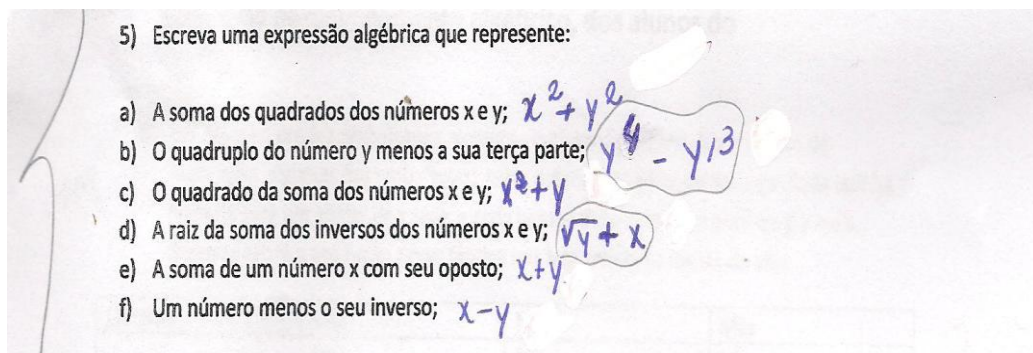 5) Escreva uma expressão algébrica que represente:
a) A soma dos quadrados dos números x e y; x² + y²
b) O quadruplo do número y menos a sua terça parte; y⁴ - y/3
c) O quadrado da soma dos números x e y; x² + y
d) A raiz da soma dos inversos dos números x e y; √y + x
e) A soma de um número x com seu oposto; x + y
f) Um número menos o seu inverso; x - y